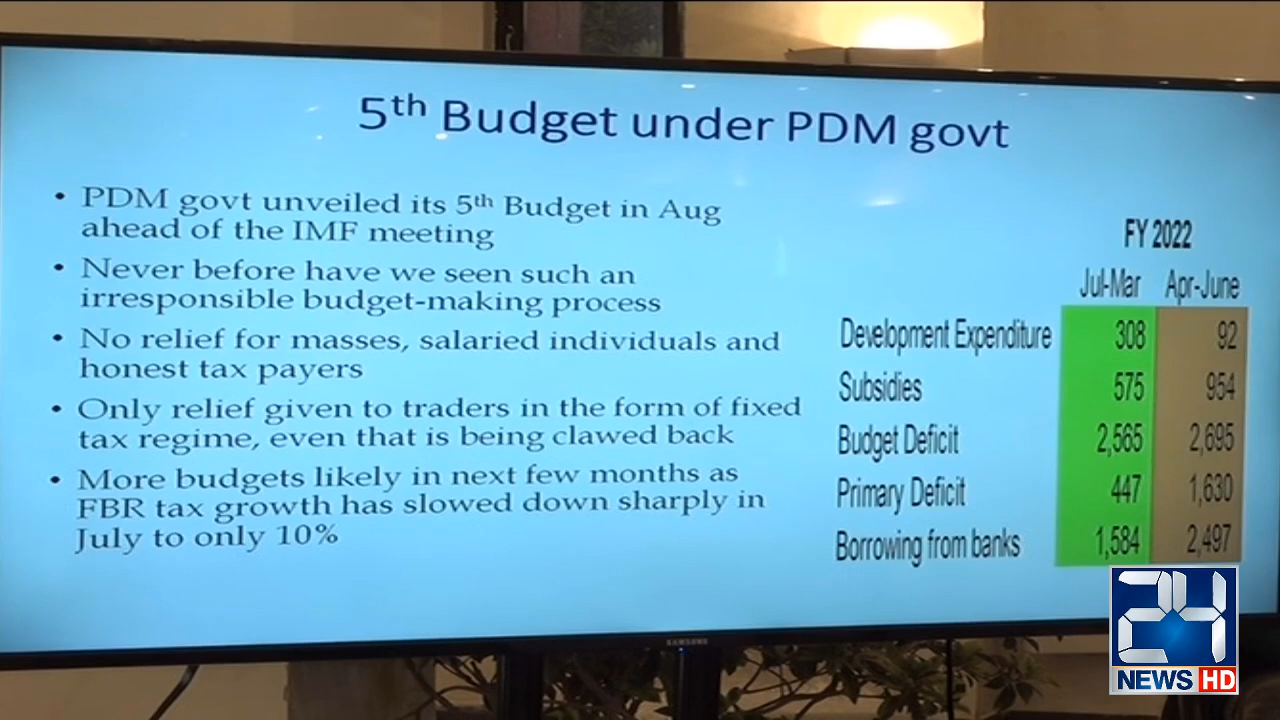 5th Budget under PDM govt
• PDM govt unveiled its 5th Budget in Aug
ahead of the IMF meeting
• Never before have we seen such an
irresponsible budget-making process
• No relief for masses, salaried individuals and
honest tax payers
• Only relief given to traders in the form of fixed
tax regime, even that is being clawed back
• More budgets likely in next few months as
FBR tax growth has slowed down sharply in
July to only 10%
FY 2022
Jul-Mar Apr-June
Development Expenditure 308 92
Subsidies 575 954
Budget Deficit 2,565 2,695
Primary Deficit 447 1,630
Borrowing from banks 1,584 2,497
SAMSUNG
24
NEWS HD